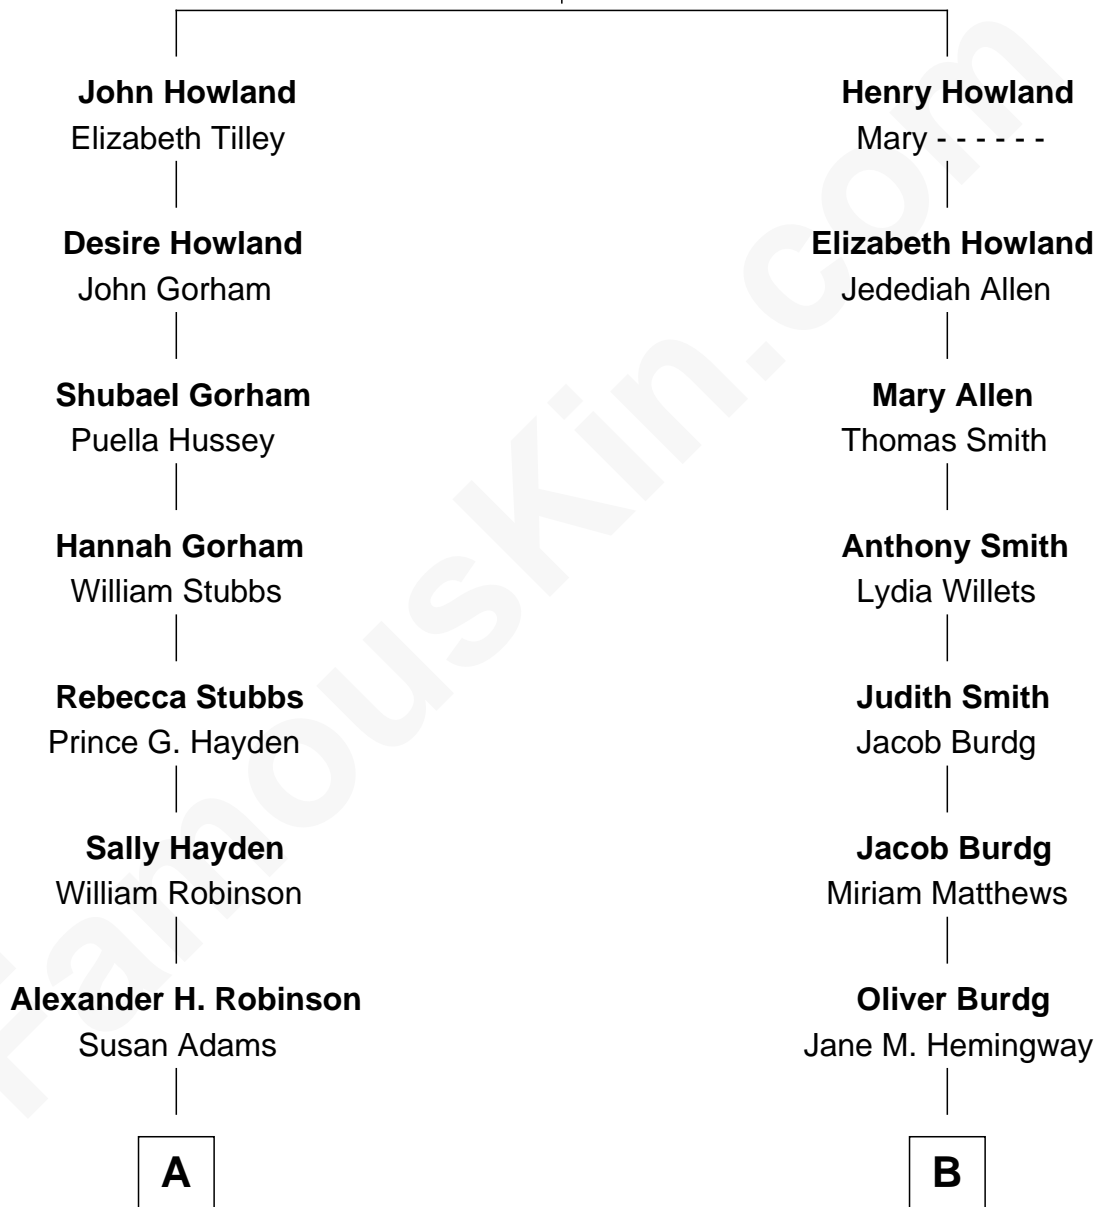 John Howland
Elizabeth Tilley
Desire Howland
John Gorham
Shubael Gorham
Puella Hussey
Hannah Gorham
William Stubbs
Rebecca Stubbs
Prince G. Hayden
Sally Hayden
William Robinson
Alexander H. Robinson
Susan Adams
A
Henry Howland
Mary - - - - - -
Elizabeth Howland
Jedediah Allen
Mary Allen
Thomas Smith
Anthony Smith
Lydia Willets
Judith Smith
Jacob Burdg
Jacob Burdg
Miriam Matthews
Oliver Burdg
Jane M. Hemingway
B
FamousKin.com